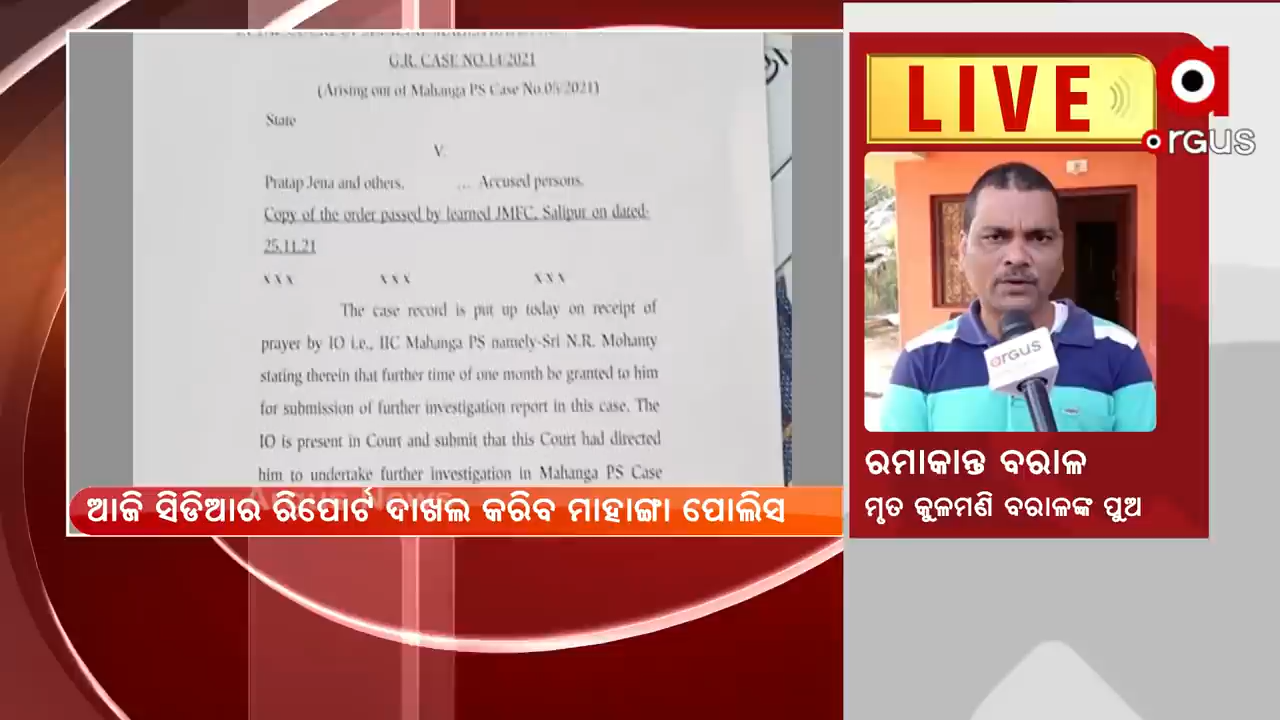 G.R. CASE NO.14/2021
(Arising out of Mahanga PS Case No.05/2021)
State
V.
Pratap Jena and others. ... Accused persons.
Copy of the order passed by learned JMFC, Salipur on dated-
25.11.21
x x x x x x x x x
The case record is put up today on receipt of
prayer by IO i.e., IIC Mahanga PS namely-Sri N.R. Mohanty
stating therein that further time of one month be granted to him
for submission of further investigation report in this case. The
IO is present in Court and submit that this Court had directed
him to undertake further investigation in Mahanga PS Case
ଆଜି ସିଡିଆର ରିପୋର୍ଟ ଦାଖଲ କରିବ ମାହାଙ୍ଗା ପୋଲିସ
LIVE
argus
argus
ରମାକାନ୍ତ ବରାଳ
ମୃତ କୁଳମଣି ବରାଳଙ୍କ ପୁଅ